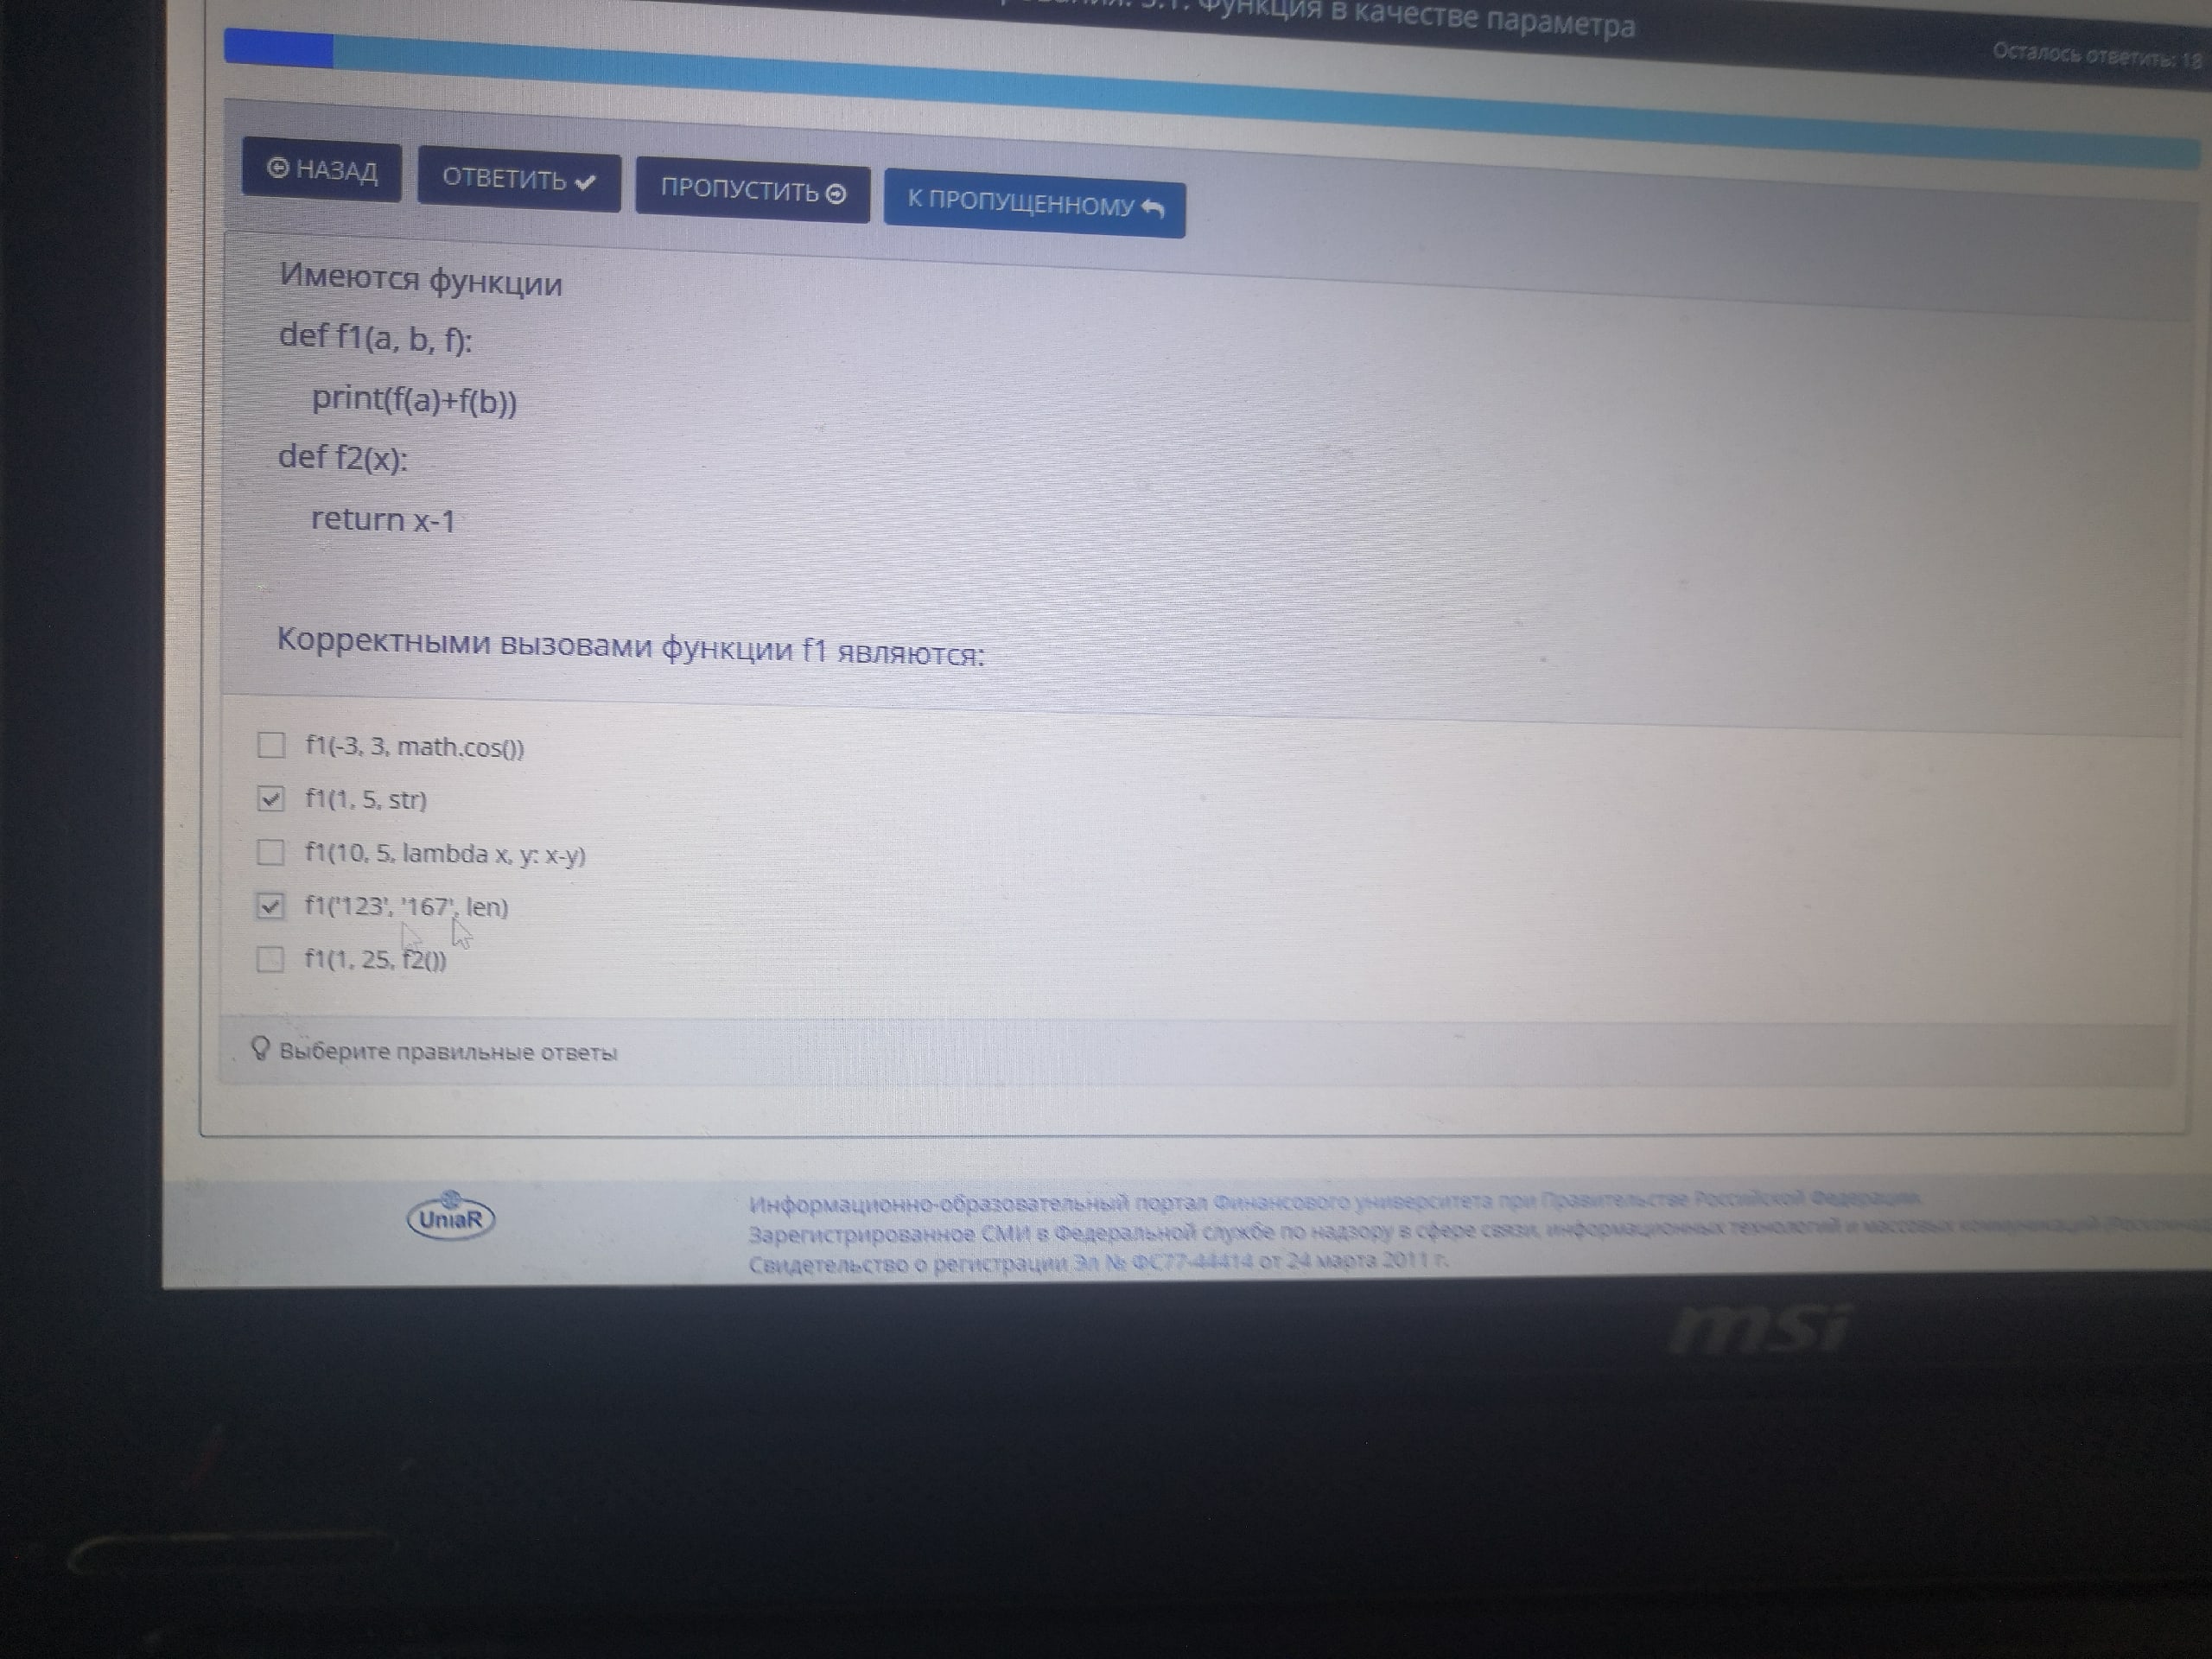 Функция в качестве параметра
Осталось ответить: 18
НАЗАД
ОТВЕТИТЬ
ПРОПУСТИТЬ
К ПРОПУЩЕННОМУ
Имеются функции
def f1(a, b, f):
print(f(a)+f(b))
def f2(x):
return x-1
Корректными вызовами функции f1 являются:
f1(-3, 3, math.cos())
f1(1, 5, str)
f1(10, 5, lambda x, y: x-y)
f1('123', '167', len)
f1(1, 25, f2())
Выберите правильные ответы
UniaR
Информационно-образовательный портал Финансового университета при Правительстве Российской Федерации.
Зарегистрированное СМИ в Федеральной службе по надзору в сфере связи, информационных технологий и массовых коммуникаций
Свидетельство о регистрации Эл № ФС77-44414 от 24 марта 2011 г.
msi